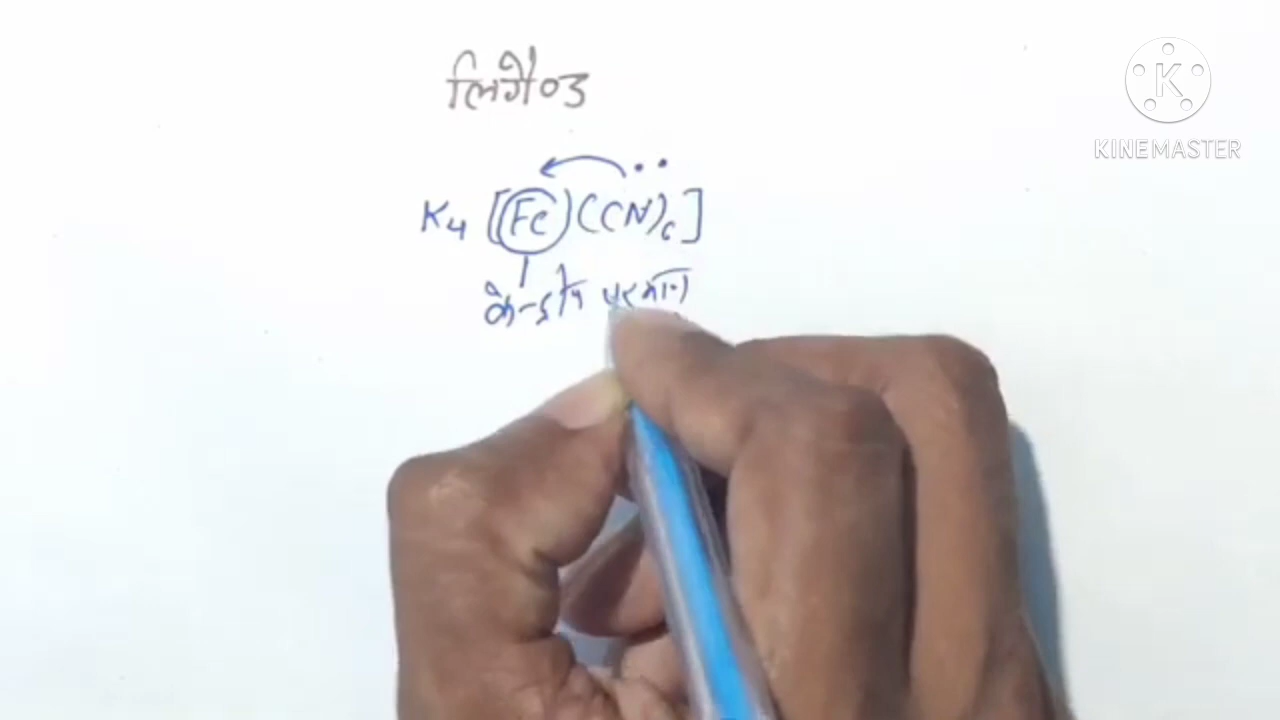 लिगैण्ड
K₄ [(Fe)(CN)₆]
केन्द्रीय परमाणु
K
KINEMASTER